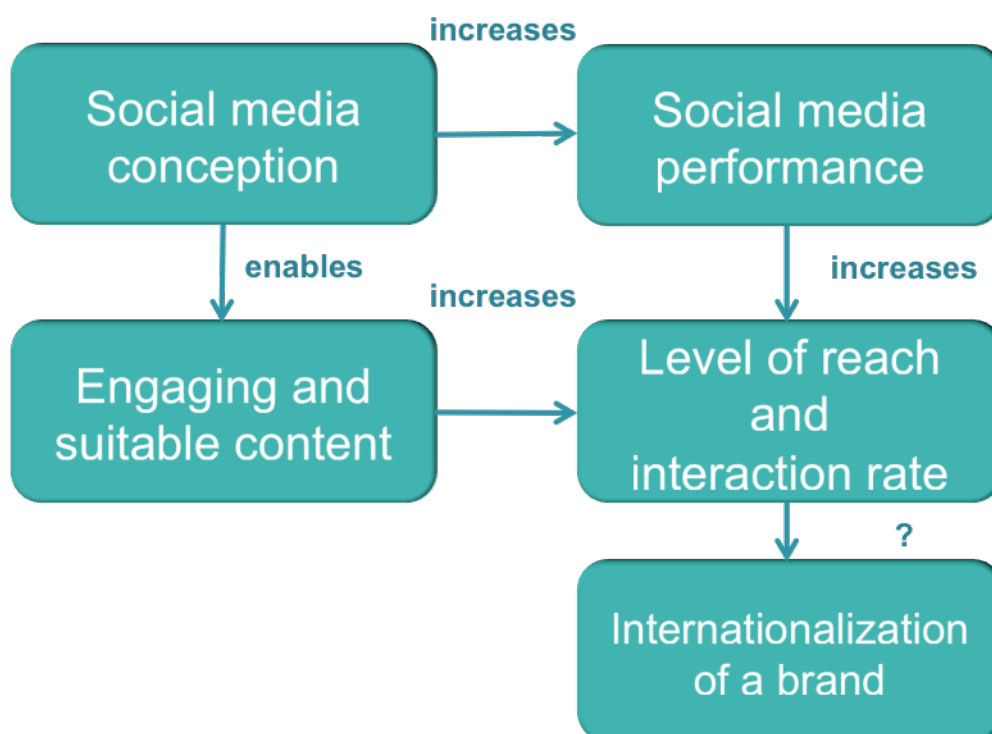 increases
Social media
conception
Social media
performance
enables
increases
increases
Engaging and
suitable content
Level of reach
and
interaction rate
?
Internationalization
of a brand